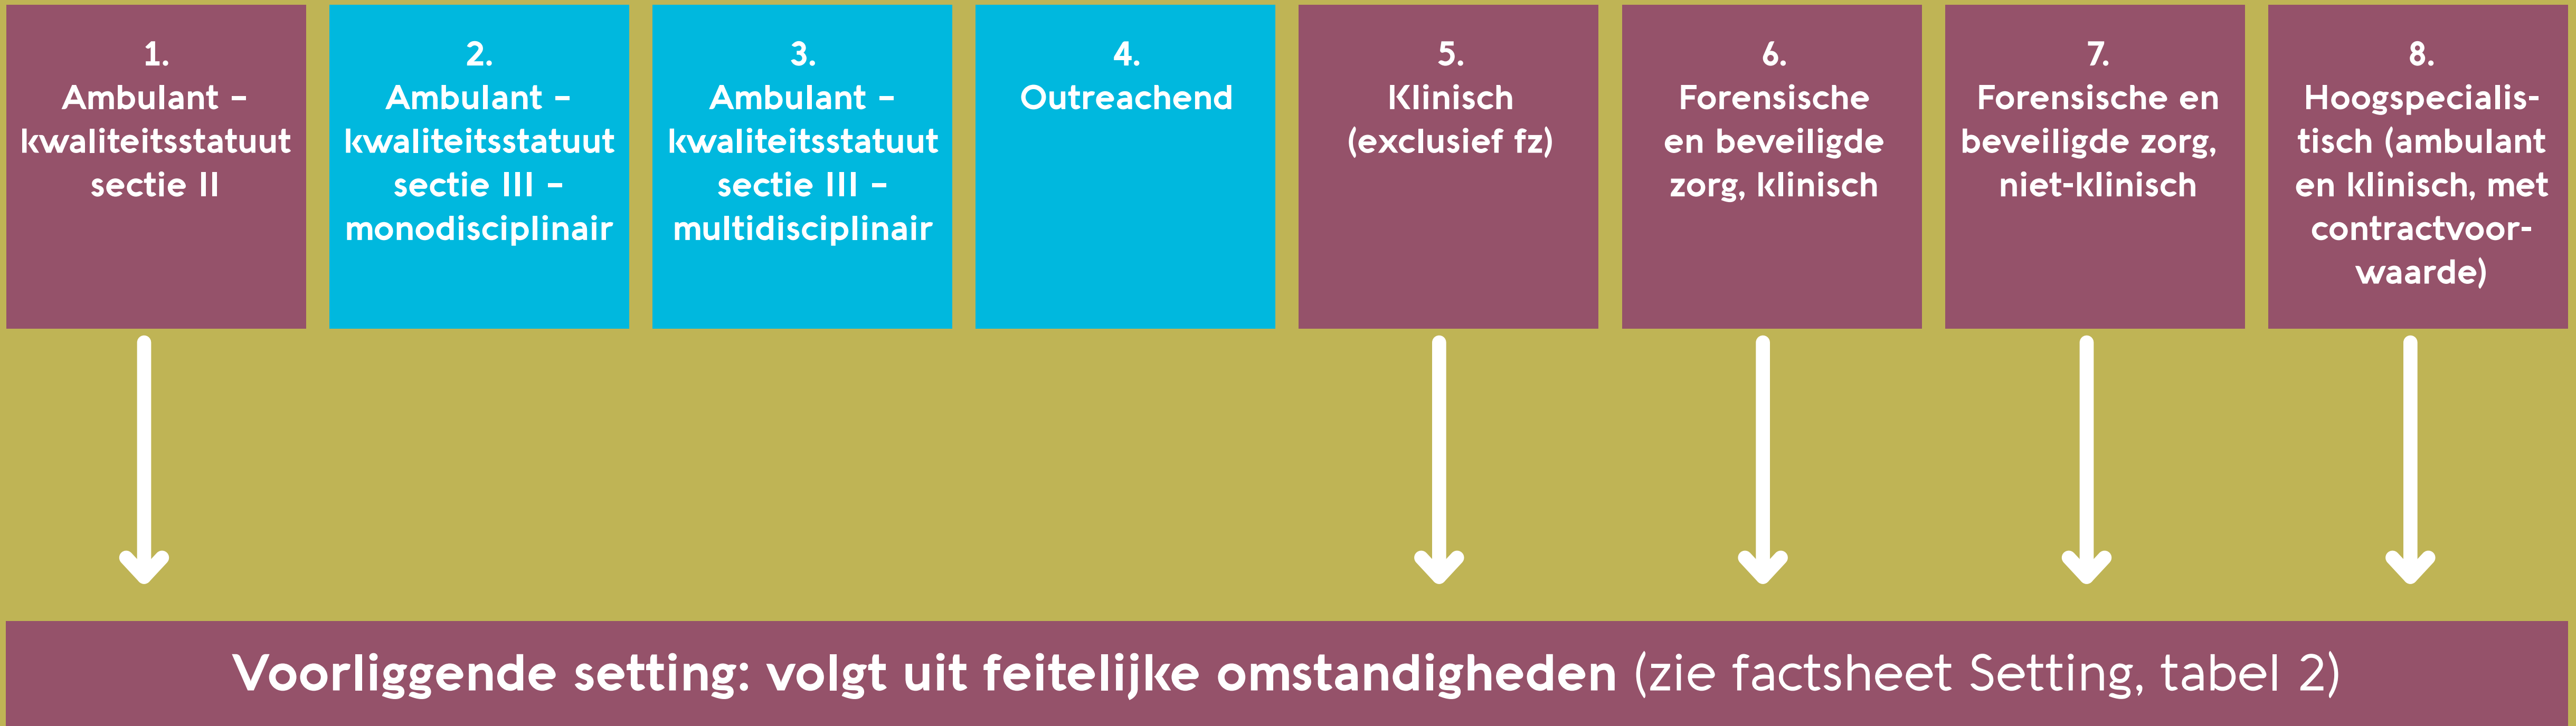 1.
Ambulant –
kwaliteitsstatuut
sectie II
2.
Ambulant –
kwaliteitsstatuut
sectie III –
monodisciplinair
3.
Ambulant –
kwaliteitsstatuut
sectie III –
multidisciplinair
4.
Outreachend
5.
Klinisch
(exclusief fz)
6.
Forensische
en beveiligde
zorg, klinisch
7.
Forensische en
beveiligde zorg,
niet-klinisch
8.
Hoogspecialis-
tisch (ambulant
en klinisch, met
contractvoor-
waarde)
Voorliggende setting: volgt uit feitelijke omstandigheden (zie factsheet Setting, tabel 2)